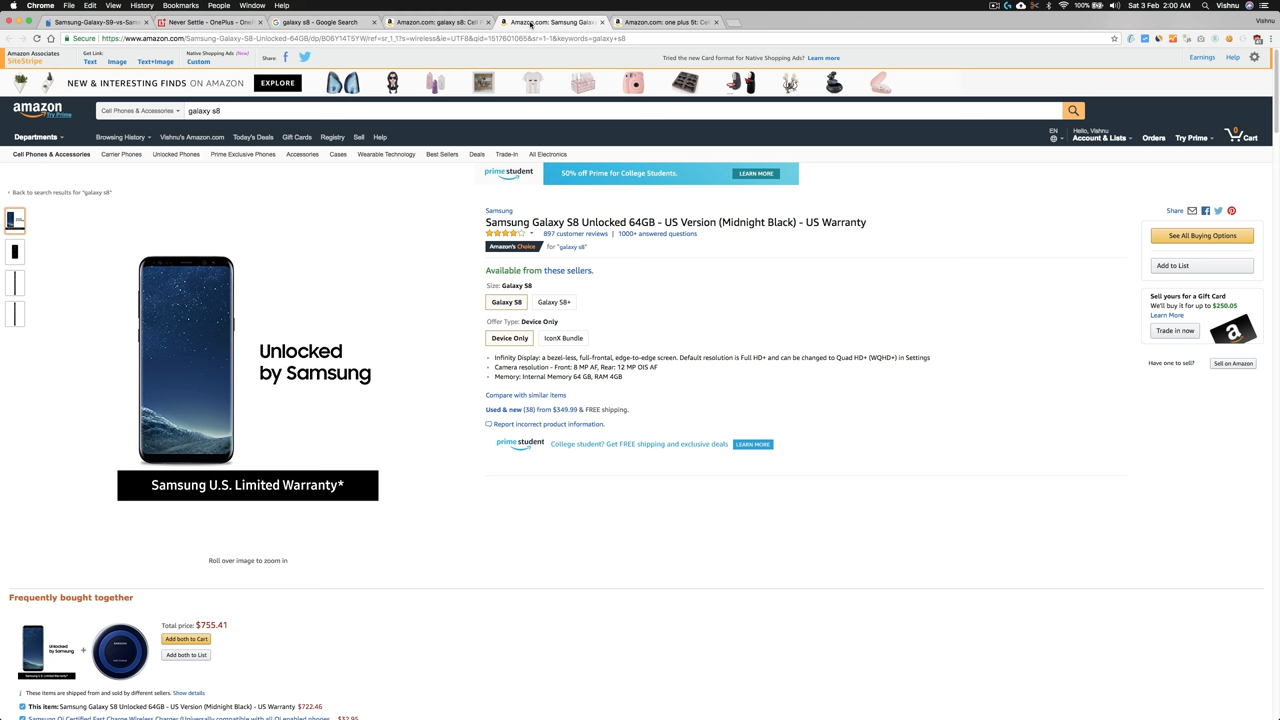 Chrome File Edit View History Bookmarks People Window Help 100% Sat 3 Feb 2:00 AM Vishnu
Samsung-Galaxy-S9-vs-Sams Never Settle - OnePlus - OneP galaxy s8 - Google Search Amazon.com: galaxy s8: Cell P Amazon.com: Samsung Galax Amazon.com: one plus 5t: Cel Vishnu
Secure https://www.amazon.com/Samsung-Galaxy-S8-Unlocked-64GB/dp/B06Y14T5YW/ref=sr_1_1?s=wireless&ie=UTF8&qid=1517601065&sr=1-1&keywords=galaxy+s8
Amazon Associates
SiteStripe
Get Link:
Text Image Text+Image
Native Shopping Ads (New)
Custom
Share:
Tried the new Card format for Native Shopping Ads? Learn more
Earnings Help
NEW & INTERESTING FINDS ON AMAZON EXPLORE
amazon
Try Prime
Cell Phones & Accessories galaxy s8
Departments Browsing History Vishnu's Amazon.com Today's Deals Gift Cards Registry Sell Help
EN
Hello, Vishnu
Account & Lists Orders Try Prime 0 Cart
Cell Phones & Accessories Carrier Phones Unlocked Phones Prime Exclusive Phones Accessories Cases Wearable Technology Best Sellers Deals Trade-In All Electronics
prime student 50% off Prime for College Students. LEARN MORE
‹ Back to search results for "galaxy s8"
Samsung
Samsung Galaxy S8 Unlocked 64GB - US Version (Midnight Black) - US Warranty
897 customer reviews | 1000+ answered questions
Amazon's Choice for "galaxy s8"
Available from these sellers.
Size: Galaxy S8
Galaxy S8 Galaxy S8+
Offer Type: Device Only
Device Only IconX Bundle
• Infinity Display: a bezel-less, full-frontal, edge-to-edge screen. Default resolution is Full HD+ and can be changed to Quad HD+ (WQHD+) in Settings
• Camera resolution - Front: 8 MP AF, Rear: 12 MP OIS AF
• Memory: Internal Memory 64 GB, RAM 4GB
Compare with similar items
Used & new (38) from $349.99 & FREE shipping.
Report incorrect product information.
prime student College student? Get FREE shipping and exclusive deals LEARN MORE
Share
See All Buying Options
Add to List
Sell yours for a Gift Card
We'll buy it for up to $250.05
Learn More
Trade in now
Have one to sell? Sell on Amazon
Unlocked
by Samsung
Samsung U.S. Limited Warranty*
Roll over image to zoom in
Frequently bought together
Unlocked
by Samsung
Samsung U.S. Limited Warranty*
+
SAMSUNG
Total price: $755.41
Add both to Cart
Add both to List
i These items are shipped from and sold by different sellers. Show details
This item: Samsung Galaxy S8 Unlocked 64GB - US Version (Midnight Black) - US Warranty $722.46
Samsung Qi Certified Fast Charge Wireless Charger (Universally compatible with all Qi enabled phones $32.95